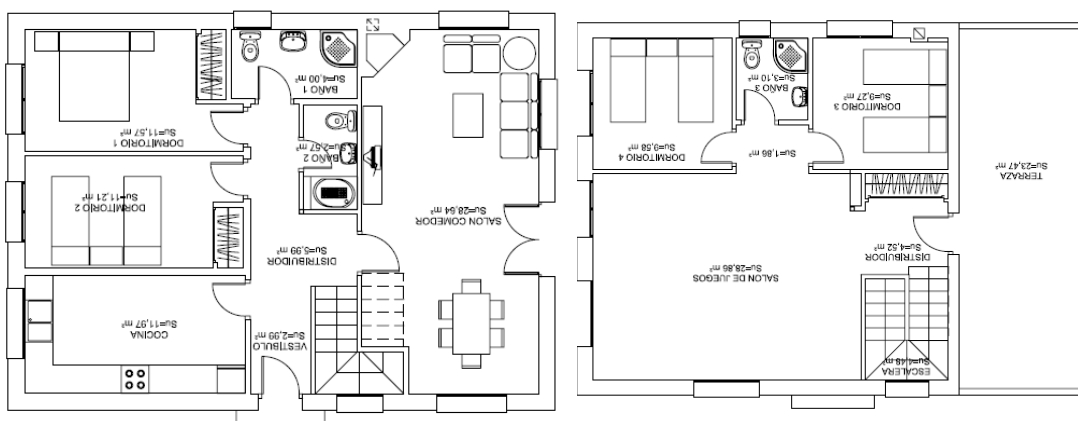 BAÑO 1
Su=4,00 m²
DORMITORIO 1
Su=11,57 m²
BAÑO 2
Su=2,57 m²
DORMITORIO 2
Su=11,21 m²
SALON COMEDOR
Su=28,64 m²
DISTRIBUIDOR
Su=5,99 m²
COCINA
Su=11,97 m²
VESTIBULO
Su=2,99 m²
BAÑO 3
Su=3,10 m²
DORMITORIO 3
Su=9,27 m²
DORMITORIO 4
Su=9,58 m²
Su=1,86 m²
TERRAZA
Su=23,47 m²
SALON DE JUEGOS
Su=28,86 m²
DISTRIBUIDOR
Su=4,52 m²
ESCALERA
Su=4,48 m²